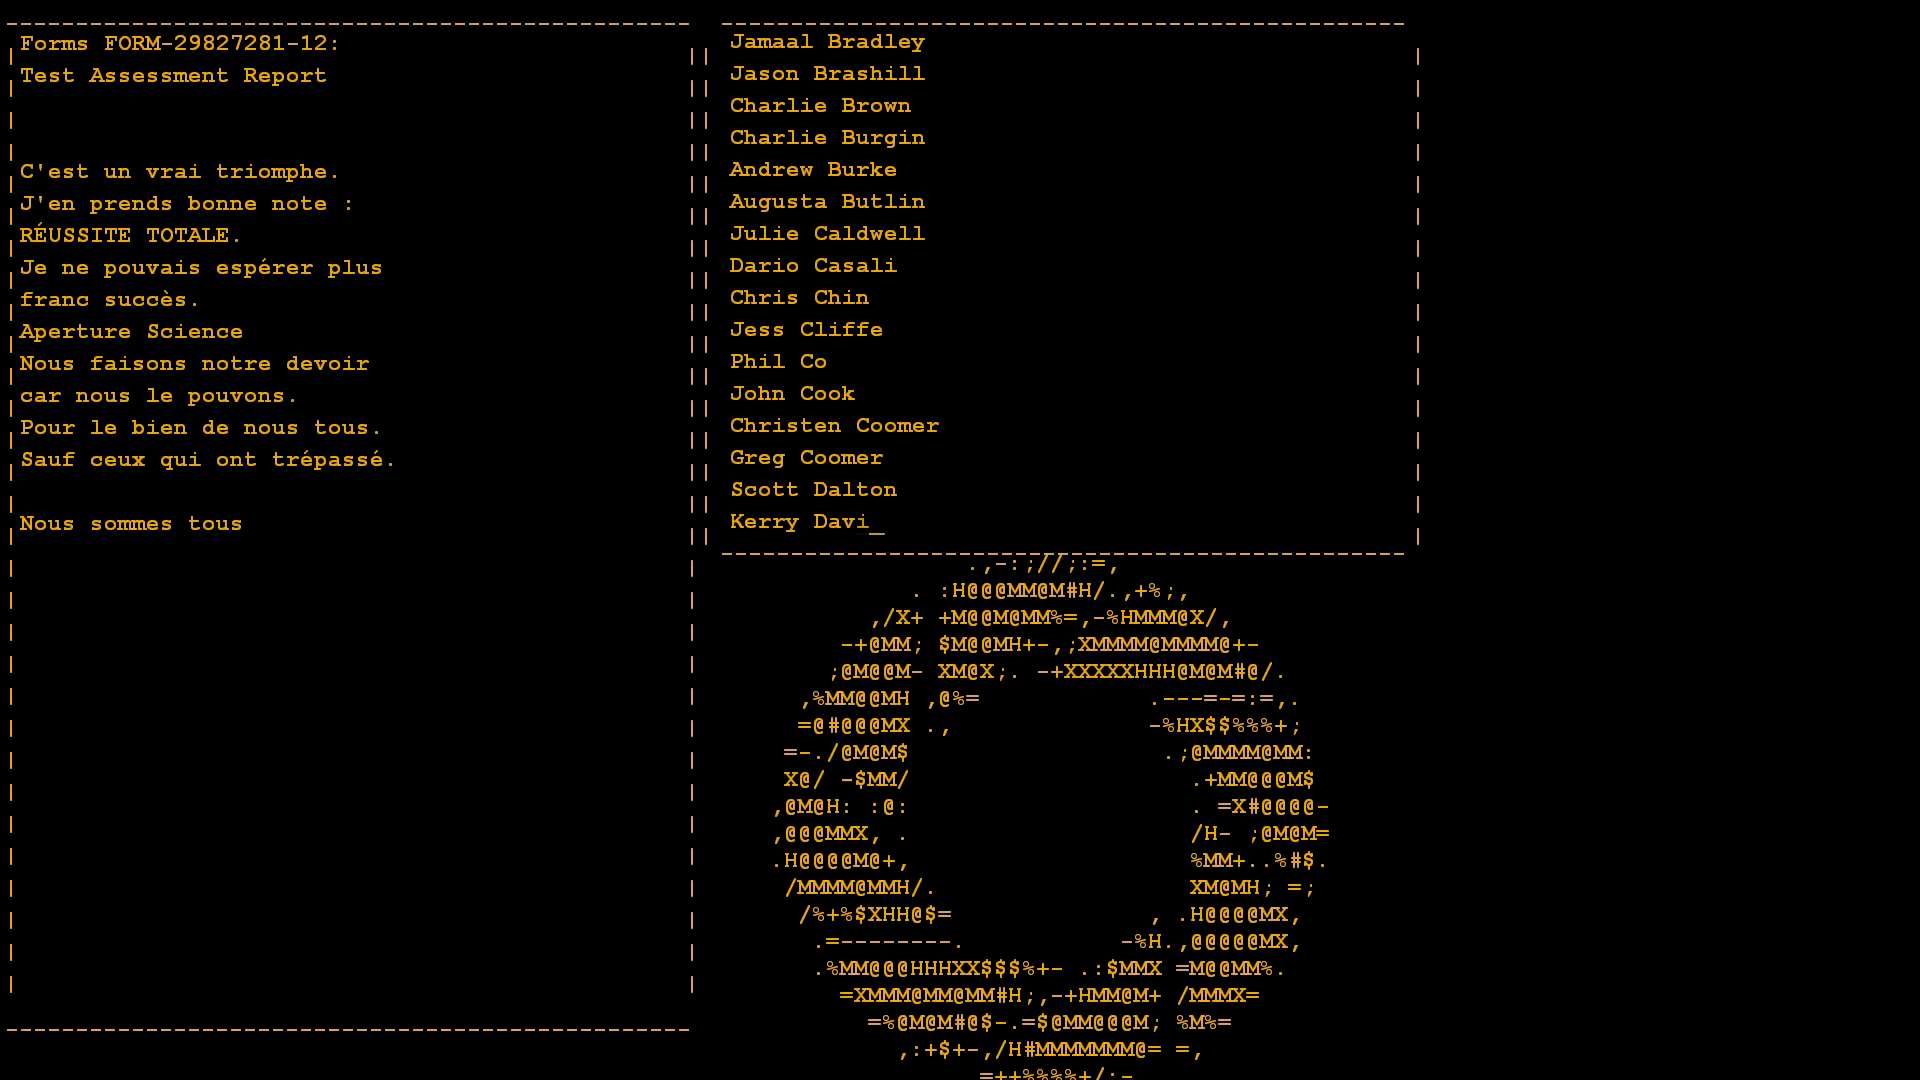 Forms FORM-29827281-12:
Test Assessment Report
C'est un vrai triomphe.
J'en prends bonne note :
RÉUSSITE TOTALE.
Je ne pouvais espérer plus
franc succès.
Aperture Science
Nous faisons notre devoir
car nous le pouvons.
Pour le bien de nous tous.
Sauf ceux qui ont trépassé.
Nous sommes tous
Jamaal Bradley
Jason Brashill
Charlie Brown
Charlie Burgin
Andrew Burke
Augusta Butlin
Julie Caldwell
Dario Casali
Chris Chin
Jess Cliffe
Phil Co
John Cook
Christen Coomer
Greg Coomer
Scott Dalton
Kerry Davi_